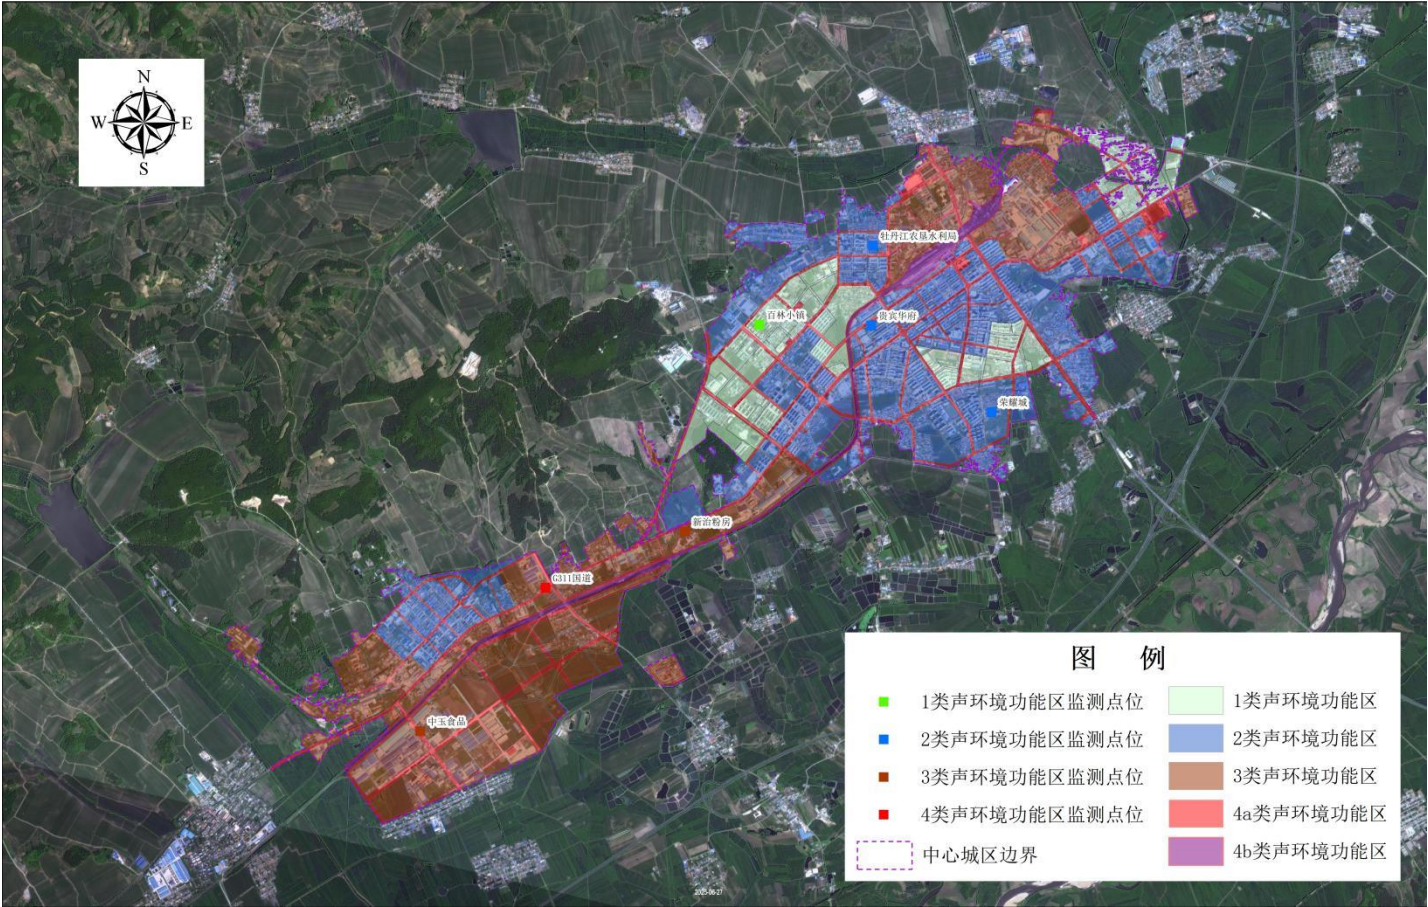 N
W E
S
牡丹江农垦水利局
百林小镇
贵宾华府
荣耀城
新治粉房
G311国道
中玉食品
图 例
1类声环境功能区监测点位
1类声环境功能区
2类声环境功能区监测点位
2类声环境功能区
3类声环境功能区监测点位
3类声环境功能区
4类声环境功能区监测点位
4a类声环境功能区
中心城区边界
4b类声环境功能区
2025-06-27